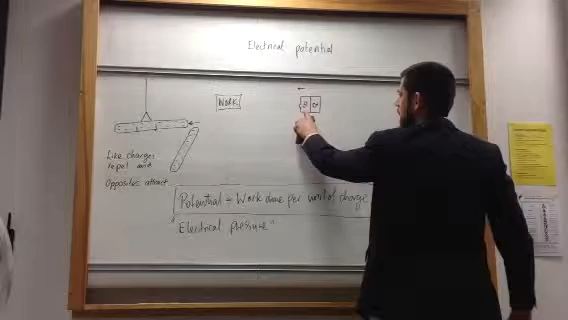 Electrical potential
WORK
Like charges
repel and
Opposites attract
Potential = Work done per unit of charge
"Electrical pressure"